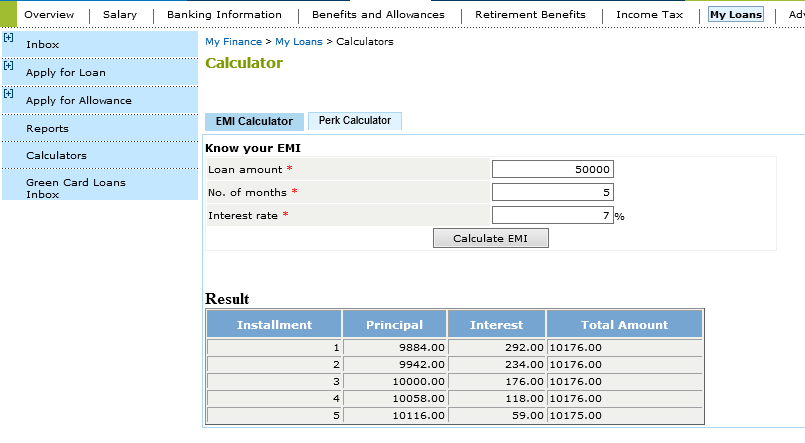 Overview Salary Banking Information Benefits and Allowances Retirement Benefits Income Tax My Loans Adv
Inbox
Apply for Loan
Apply for Allowance
Reports
Calculators
Green Card Loans
Inbox
My Finance > My Loans > Calculators
Calculator
EMI Calculator Perk Calculator
Know your EMI
Loan amount * 50000
No. of months * 5
Interest rate * 7 %
Calculate EMI
Result
Installment Principal Interest Total Amount
1 9884.00 292.00 10176.00
2 9942.00 234.00 10176.00
3 10000.00 176.00 10176.00
4 10058.00 118.00 10176.00
5 10116.00 59.00 10175.00